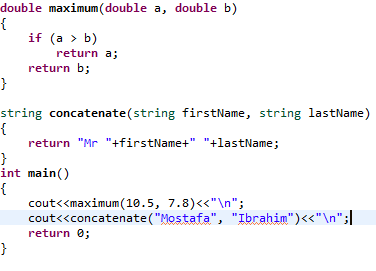 double maximum(double a, double b)
{
    if (a > b)
        return a;
    return b;
}

string concatenate(string firstName, string lastName)
{
    return "Mr "+firstName+" "+lastName;
}
int main()
{
    cout<<maximum(10.5, 7.8)<<"\n";
    cout<<concatenate("Mostafa", "Ibrahim")<<"\n";
    return 0;
}